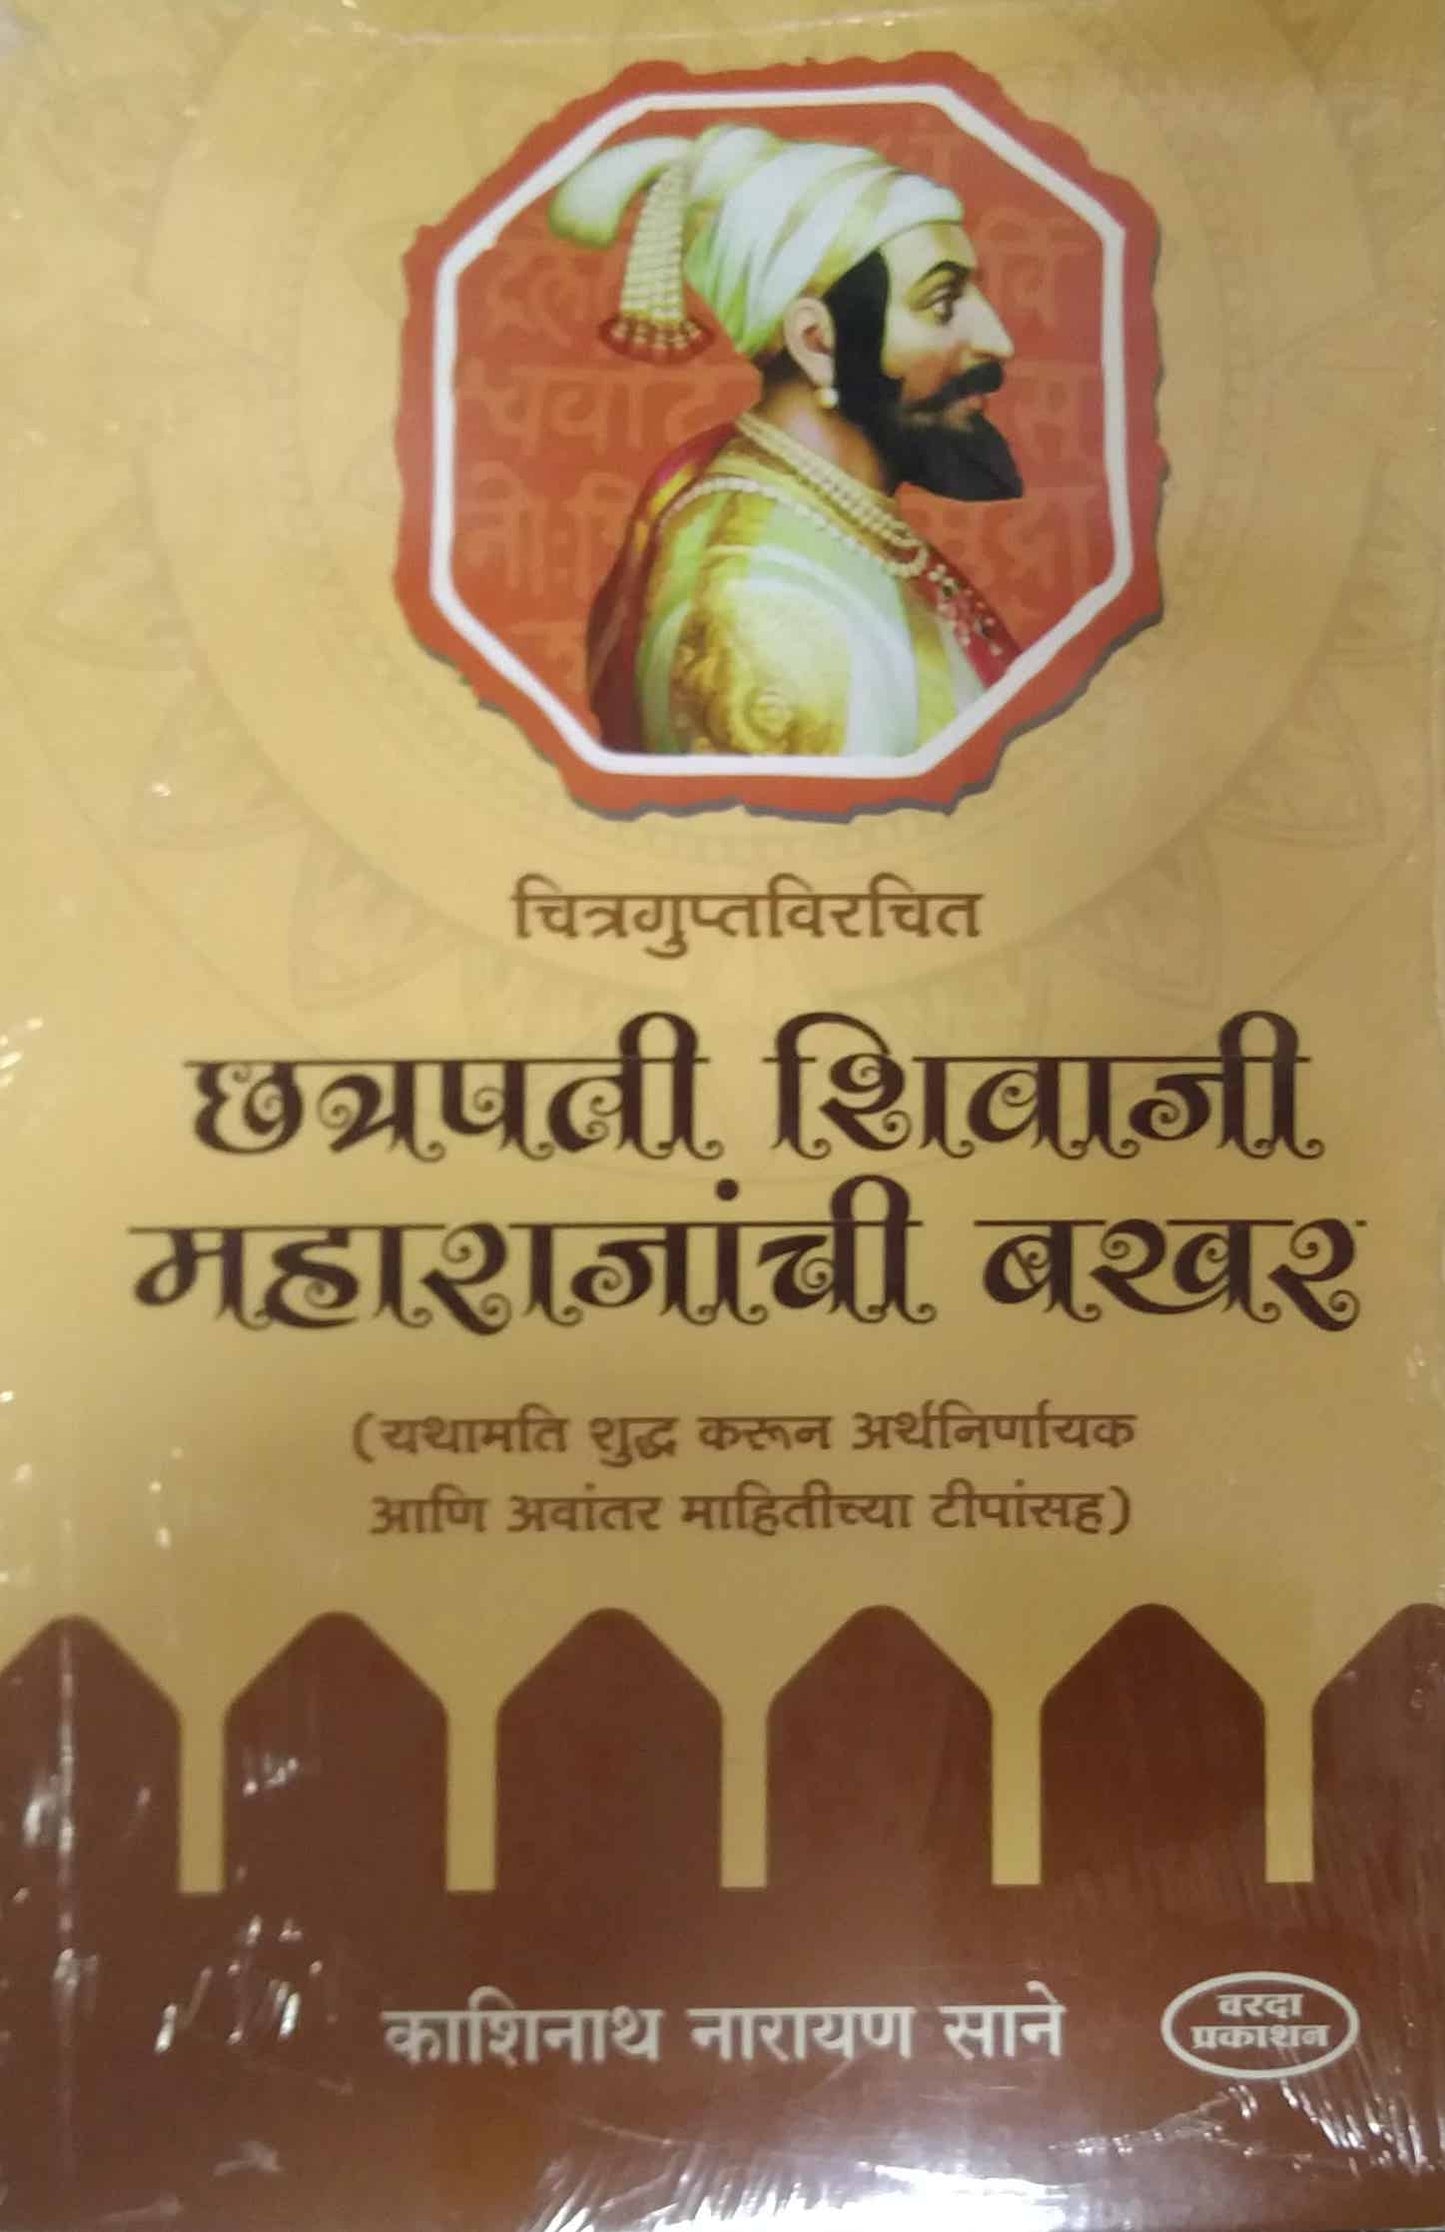 चित्रगुप्तविरचित
छत्रपती शिवाजी
महाराजांची बखर
(यथामति शुद्ध करून अर्थनिर्णायक
आणि अवांतर माहितीच्या टीपांसह)
काशिनाथ नारायण साने
वरदा
प्रकाशन